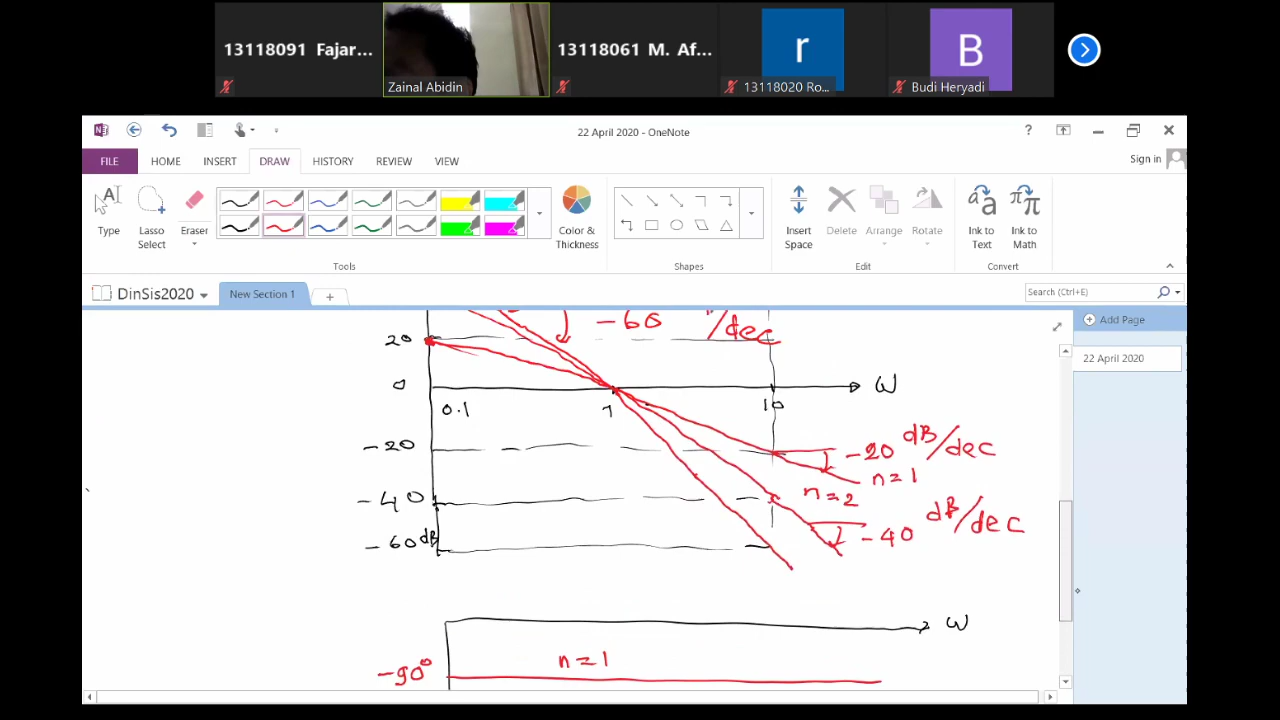 13118091 Fajar...
Zainal Abidin
13118061 M. Af...
r
13118020 Ro...
B
Budi Heryadi
22 April 2020 - OneNote
?
FILE
HOME
INSERT
DRAW
HISTORY
REVIEW
VIEW
Sign in
Type
Lasso Select
Eraser
Color & Thickness
Insert Space
Delete
Arrange
Rotate
Ink to Text
Ink to Math
Tools
Shapes
Edit
Convert
DinSis2020
New Section 1
Search (Ctrl+E)
Add Page
22 April 2020
-60 /dec
20
0
ω
0.1
1
10
-20
-20 dB/dec
n=1
n=2
-40
-40 dB/dec
-60 dB
ω
n=1
-90°